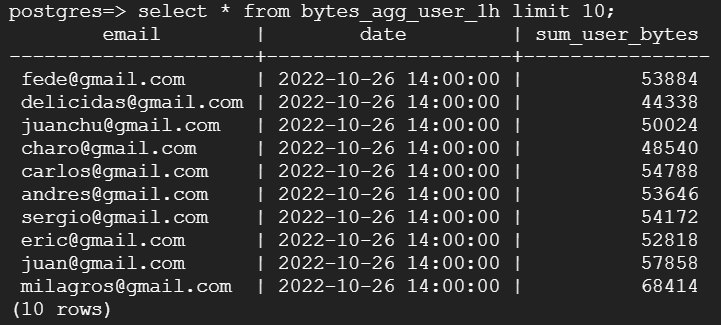 postgres=> select * from bytes_agg_user_1h limit 10;
        email        |        date         | sum_user_bytes
---------------------+---------------------+----------------
 fede@gmail.com      | 2022-10-26 14:00:00 |          53884
 delicidas@gmail.com | 2022-10-26 14:00:00 |          44338
 juanchu@gmail.com   | 2022-10-26 14:00:00 |          50024
 charo@gmail.com     | 2022-10-26 14:00:00 |          48540
 carlos@gmail.com    | 2022-10-26 14:00:00 |          54788
 andres@gmail.com    | 2022-10-26 14:00:00 |          53646
 sergio@gmail.com    | 2022-10-26 14:00:00 |          54172
 eric@gmail.com      | 2022-10-26 14:00:00 |          52818
 juan@gmail.com      | 2022-10-26 14:00:00 |          57858
 milagros@gmail.com  | 2022-10-26 14:00:00 |          68414
(10 rows)